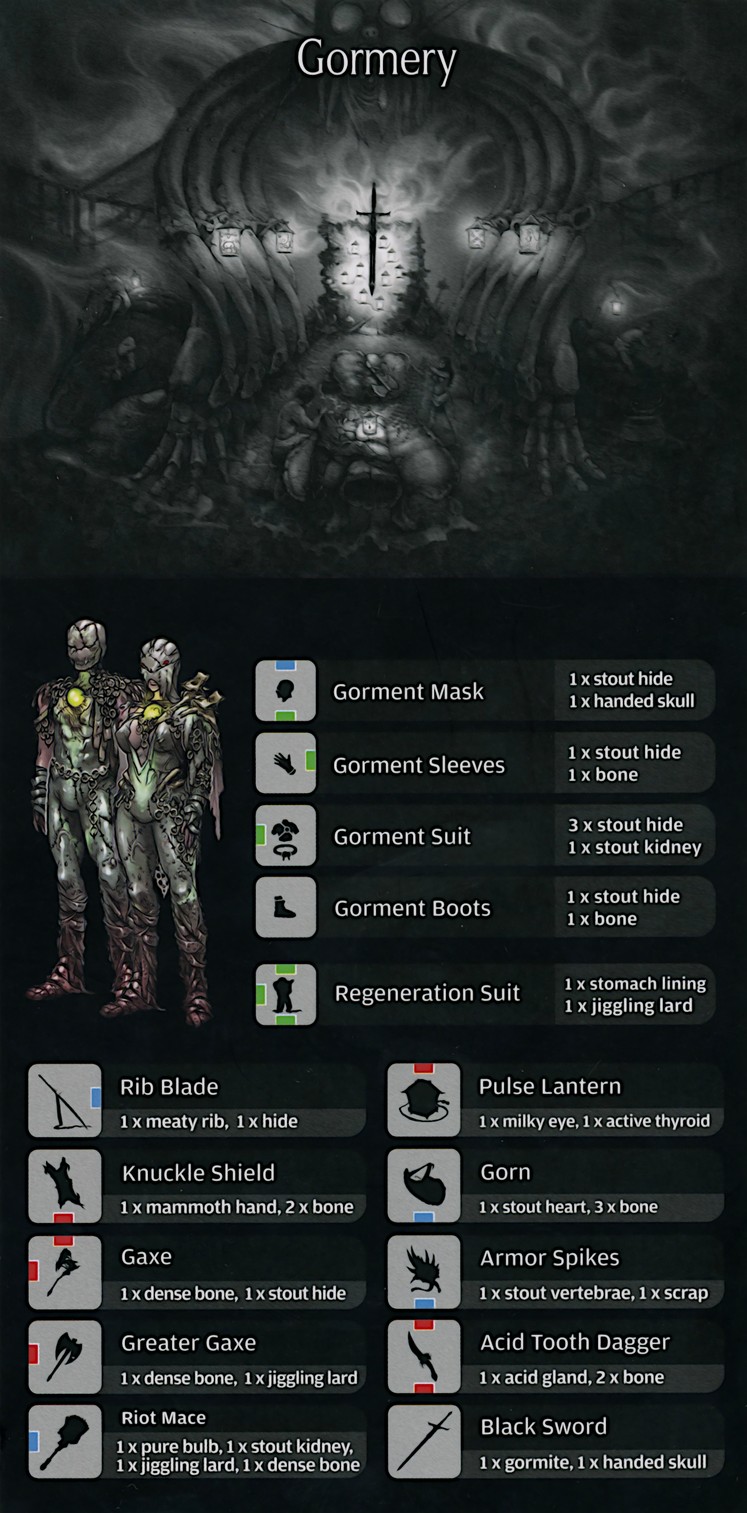 Gormery
Gorment Mask
1 x stout hide
1 x handed skull
Gorment Sleeves
1 x stout hide
1 x bone
Gorment Suit
3 x stout hide
1 x stout kidney
Gorment Boots
1 x stout hide
1 x bone
Regeneration Suit
1 x stomach lining
1 x jiggling lard
Rib Blade
1 x meaty rib, 1 x hide
Knuckle Shield
1 x mammoth hand, 2 x bone
Gaxe
1 x dense bone, 1 x stout hide
Greater Gaxe
1 x dense bone, 1 x jiggling lard
Riot Mace
1 x pure bulb, 1 x stout kidney,
1 x jiggling lard, 1 x dense bone
Pulse Lantern
1 x milky eye, 1 x active thyroid
Gorn
1 x stout heart, 3 x bone
Armor Spikes
1 x stout vertebrae, 1 x scrap
Acid Tooth Dagger
1 x acid gland, 2 x bone
Black Sword
1 x gormite, 1 x handed skull